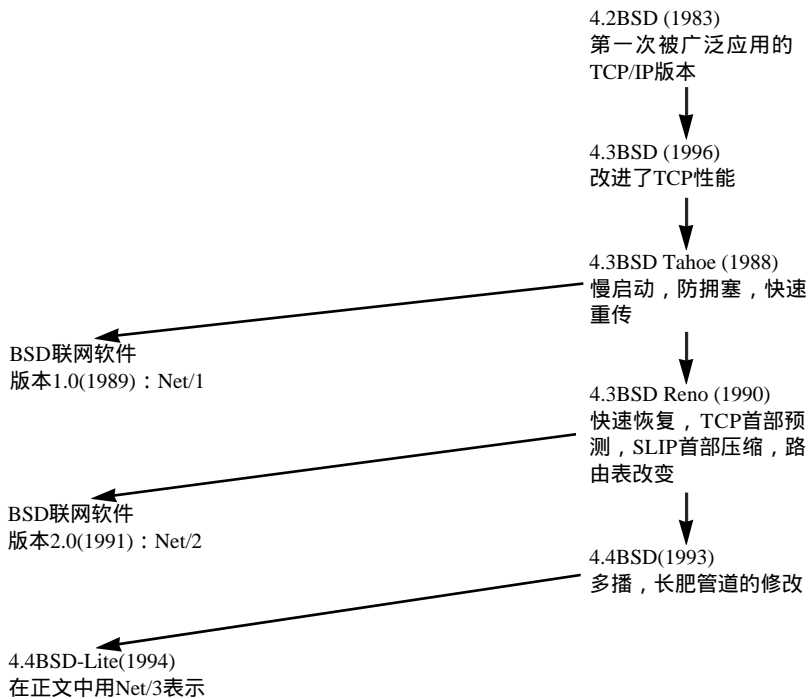 4.2BSD (1983)
第一次被广泛应用的
TCP/IP版本
4.3BSD (1996)
改进了TCP性能
4.3BSD Tahoe (1988)
慢启动，防拥塞，快速
重传
BSD联网软件
版本1.0(1989)：Net/1
4.3BSD Reno (1990)
快速恢复，TCP首部预
测，SLIP首部压缩，路
由表改变
BSD联网软件
版本2.0(1991)：Net/2
4.4BSD(1993)
多播，长肥管道的修改
4.4BSD-Lite(1994)
在正文中用Net/3表示